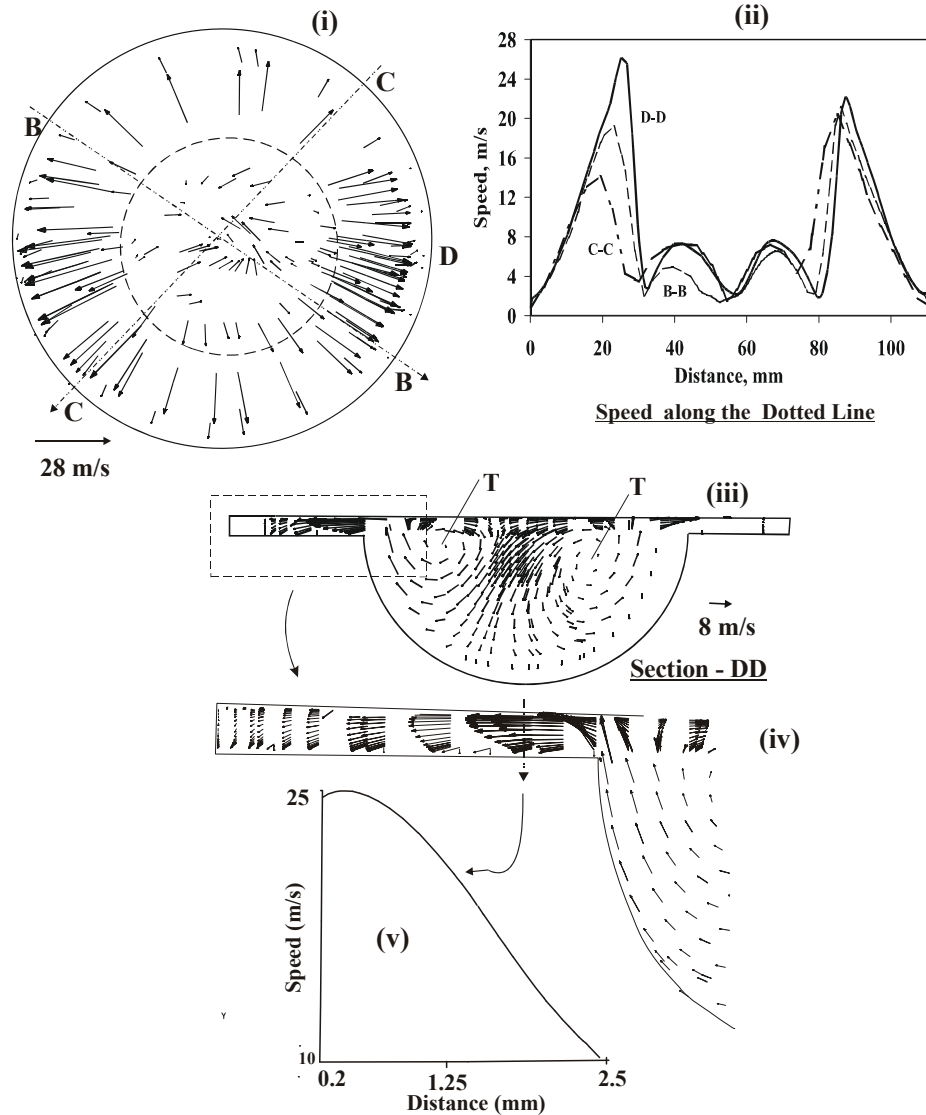 (i)
C
B
D
B
C
28 m/s
(ii)
28
24
20
16
12
8
4
0
Speed, m/s
D-D
C-C
B-B
0 20 40 60 80 100
Distance, mm
Speed along the Dotted Line
T
T
(iii)
8 m/s
Section - DD
(iv)
25
Speed (m/s)
(v)
10
0.2 1.25 2.5
Distance (mm)
Y